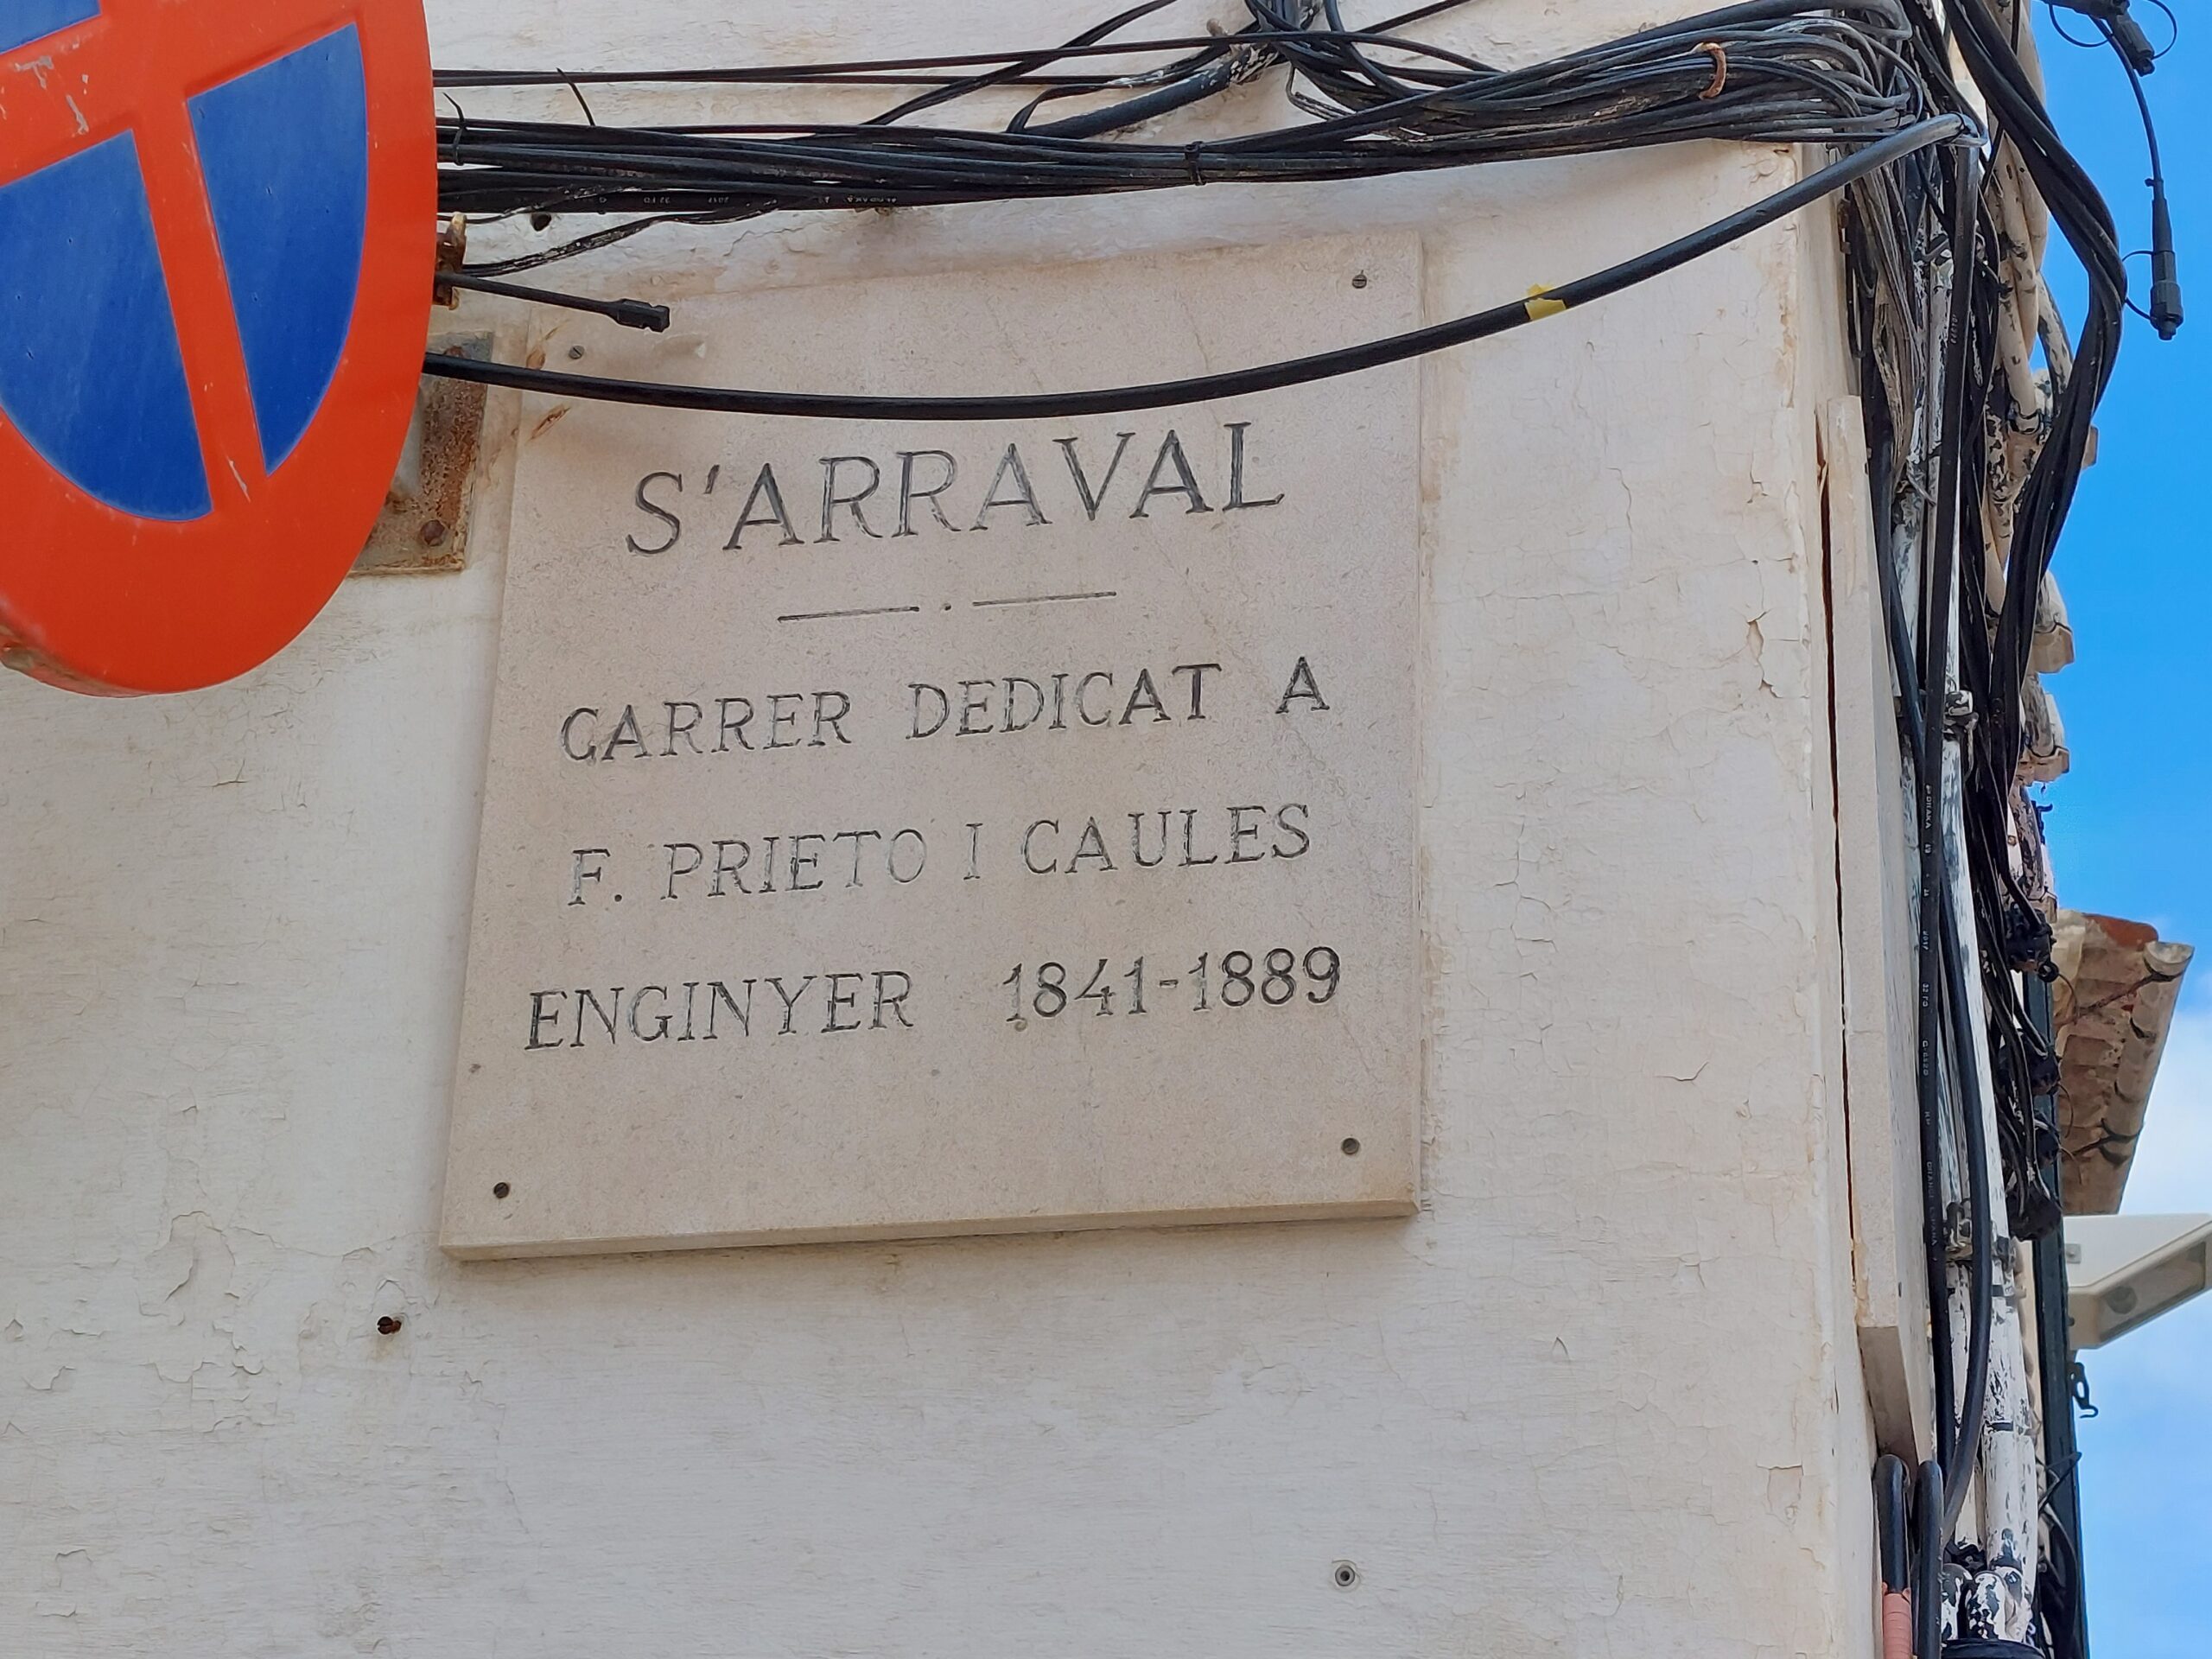 S'ARRAVAL
CARRER DEDICAT A
F. PRIETO I CAULES
ENGINYER 1841-1889